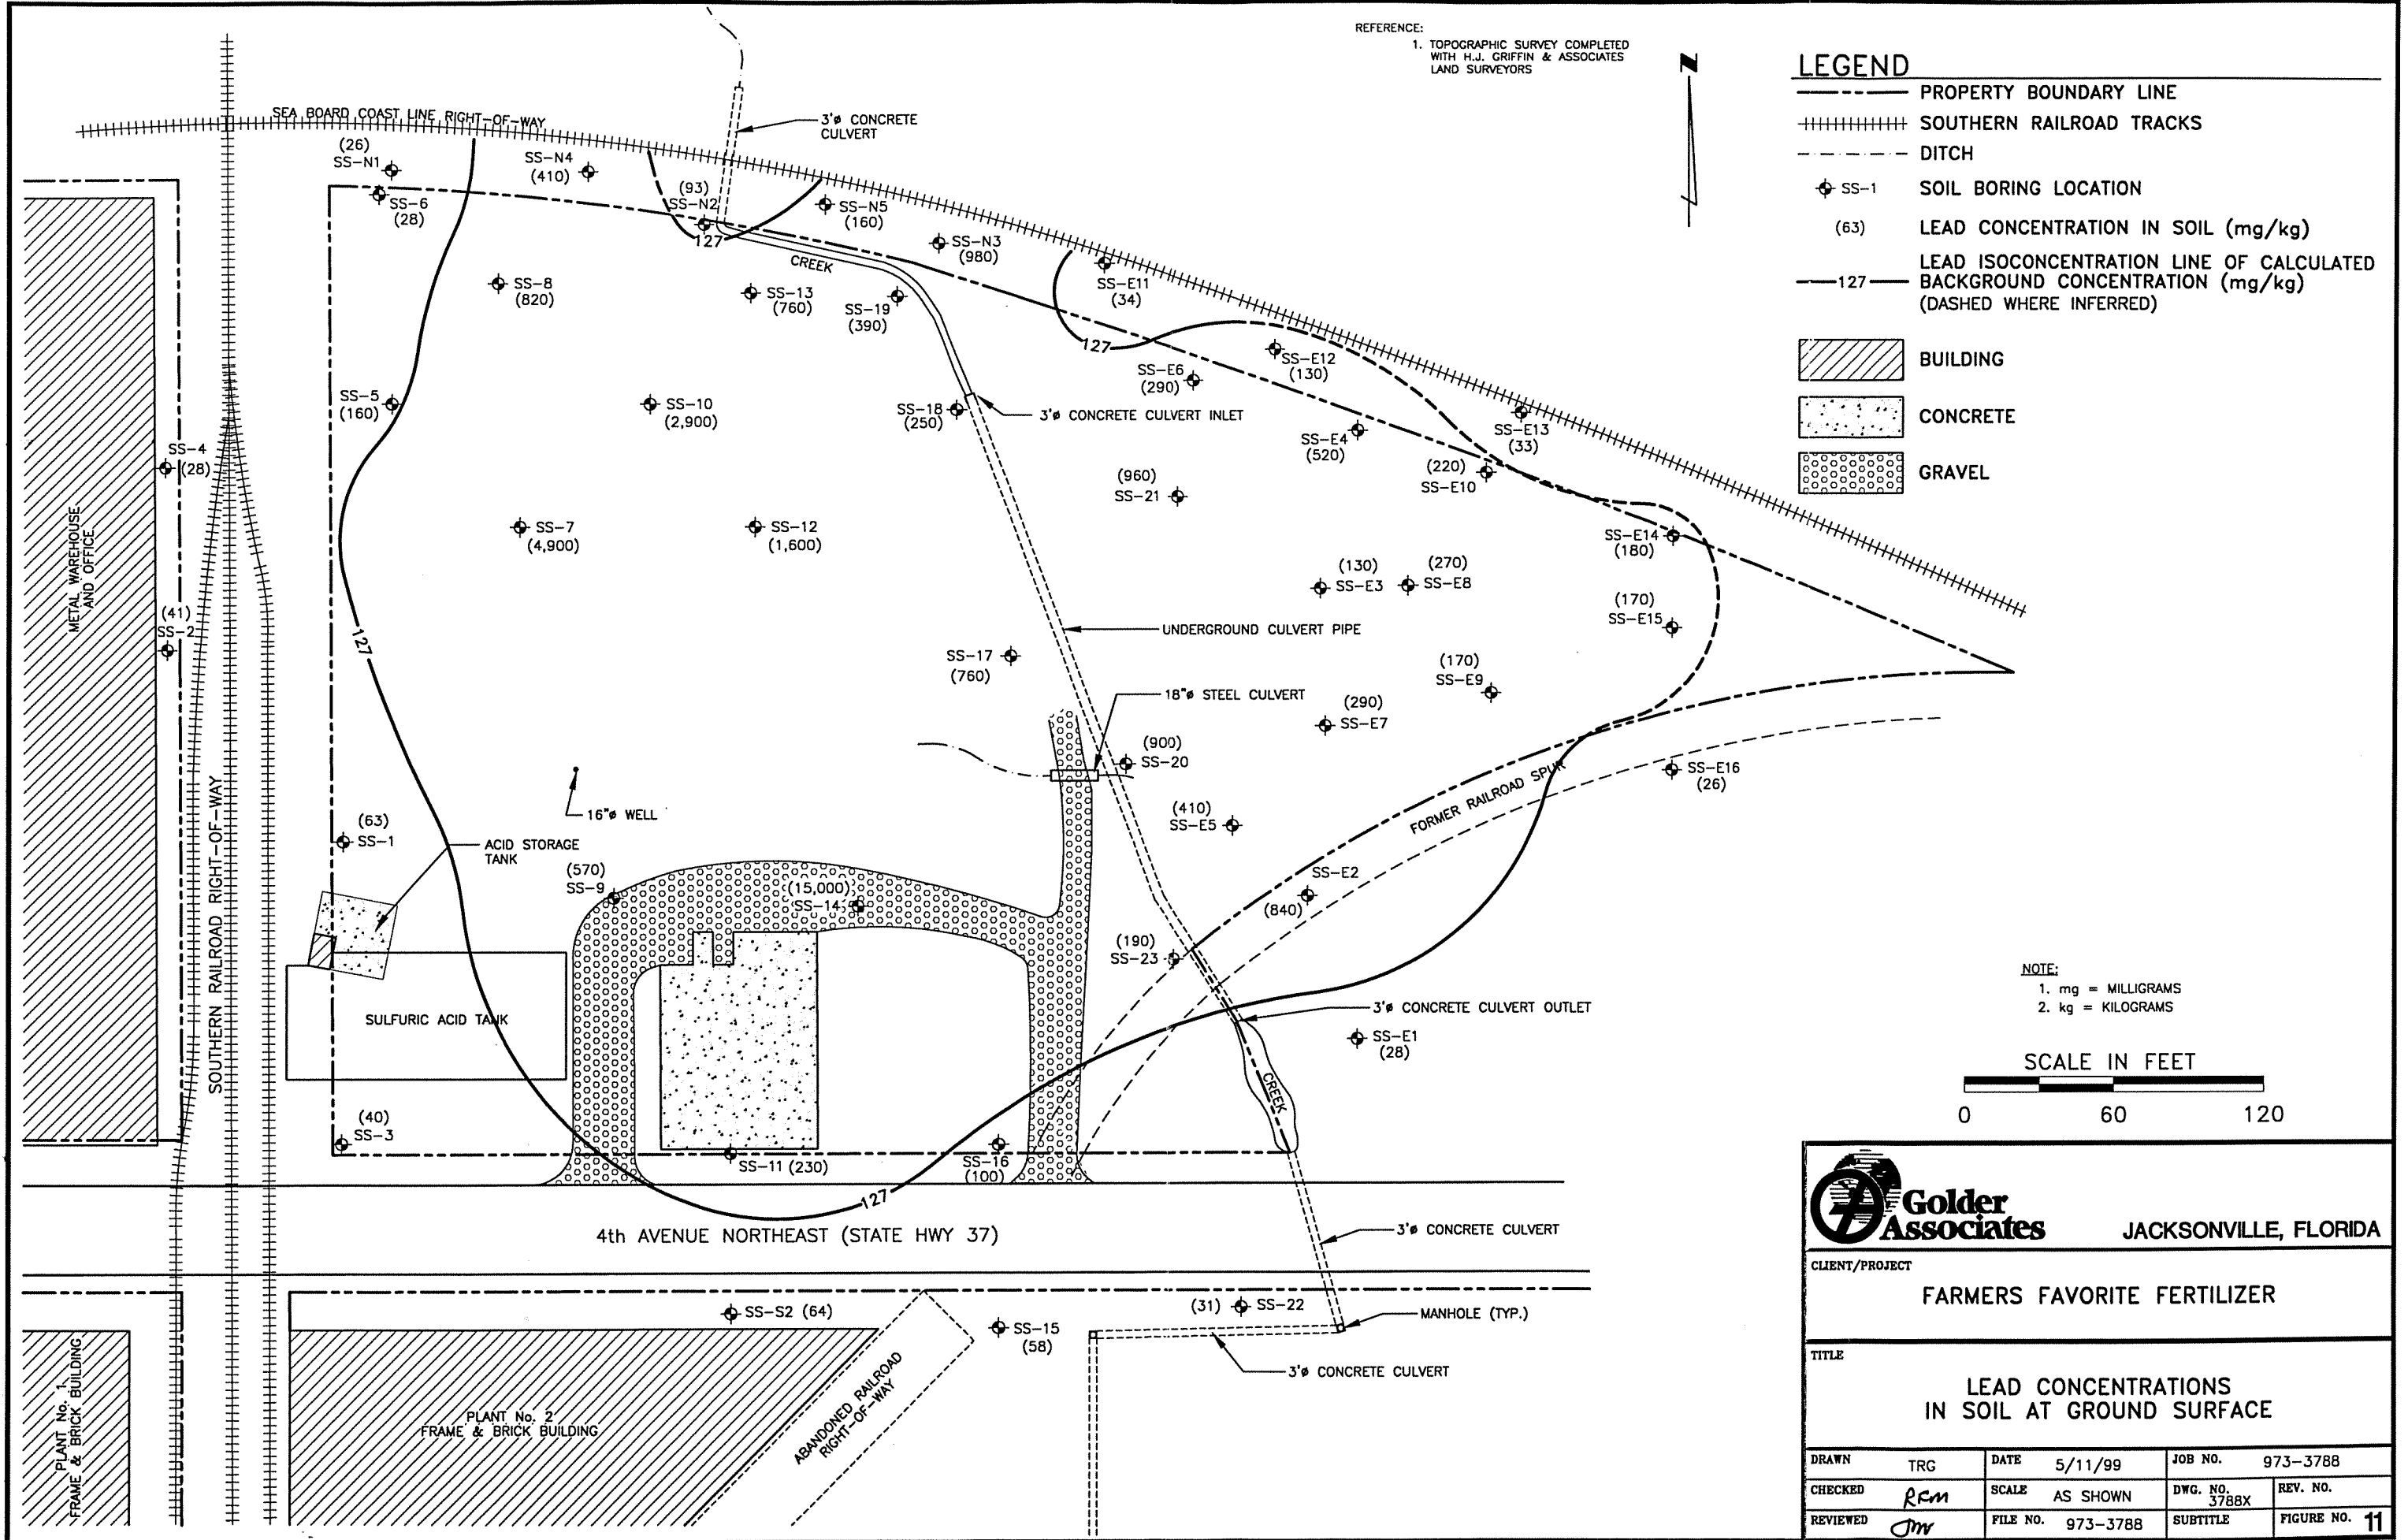 REFERENCE:
1. TOPOGRAPHIC SURVEY COMPLETED
WITH H.J. GRIFFIN & ASSOCIATES
LAND SURVEYORS
N
LEGEND
PROPERTY BOUNDARY LINE
SOUTHERN RAILROAD TRACKS
DITCH
SS-1 SOIL BORING LOCATION
(63) LEAD CONCENTRATION IN SOIL (mg/kg)
LEAD ISOCONCENTRATION LINE OF CALCULATED
127 BACKGROUND CONCENTRATION (mg/kg)
(DASHED WHERE INFERRED)
BUILDING
CONCRETE
GRAVEL
SEA BOARD COAST LINE RIGHT-OF-WAY
3'ø CONCRETE
CULVERT
(26)
SS-N1
SS-6
(28)
SS-N4
(410)
(93)
SS-N2
127
SS-N5
(160)
SS-N3
(980)
CREEK
SS-E11
(34)
SS-8
(820)
SS-13
(760)
SS-19
(390)
127
SS-E6
(290)
SS-E12
(130)
SS-5
(160)
SS-10
(2,900)
SS-18
(250)
3'ø CONCRETE CULVERT INLET
SS-E4
(520)
SS-E13
(33)
SS-4
(28)
(960)
SS-21
(220)
SS-E10
SS-7
(4,900)
SS-12
(1,600)
SS-E14
(180)
METAL WAREHOUSE
AND OFFICE
(41)
SS-2
(130)
SS-E3
(270)
SS-E8
(170)
SS-E15
127
UNDERGROUND CULVERT PIPE
SS-17
(760)
(170)
SS-E9
18"ø STEEL CULVERT
(290)
SS-E7
(900)
SS-20
SS-E16
(26)
FORMER RAILROAD SPUR
16"ø WELL
(410)
SS-E5
(63)
SS-1
ACID STORAGE
TANK
(570)
SS-9
(15,000)
SS-14
SS-E2
(840)
SOUTHERN RAILROAD RIGHT-OF-WAY
(190)
SS-23
SULFURIC ACID TANK
3'ø CONCRETE CULVERT OUTLET
SS-E1
(28)
CREEK
(40)
SS-3
SS-11 (230)
SS-16
(100)
127
4th AVENUE NORTHEAST (STATE HWY 37)
3'ø CONCRETE CULVERT
SS-S2 (64)
SS-15
(58)
(31) SS-22
MANHOLE (TYP.)
3'ø CONCRETE CULVERT
PLANT No. 1
FRAME & BRICK BUILDING
PLANT No. 2
FRAME & BRICK BUILDING
ABANDONED RAILROAD
RIGHT-OF-WAY
NOTE:
1. mg = MILLIGRAMS
2. kg = KILOGRAMS
SCALE IN FEET
0 60 120
Golder
Associates
JACKSONVILLE, FLORIDA
CLIENT/PROJECT
FARMERS FAVORITE FERTILIZER
TITLE
LEAD CONCENTRATIONS
IN SOIL AT GROUND SURFACE
DRAWN TRG DATE 5/11/99 JOB NO. 973-3788
CHECKED RFM SCALE AS SHOWN DWG. NO. 3788X REV. NO.
REVIEWED FILE NO. 973-3788 SUBTITLE FIGURE NO. 11